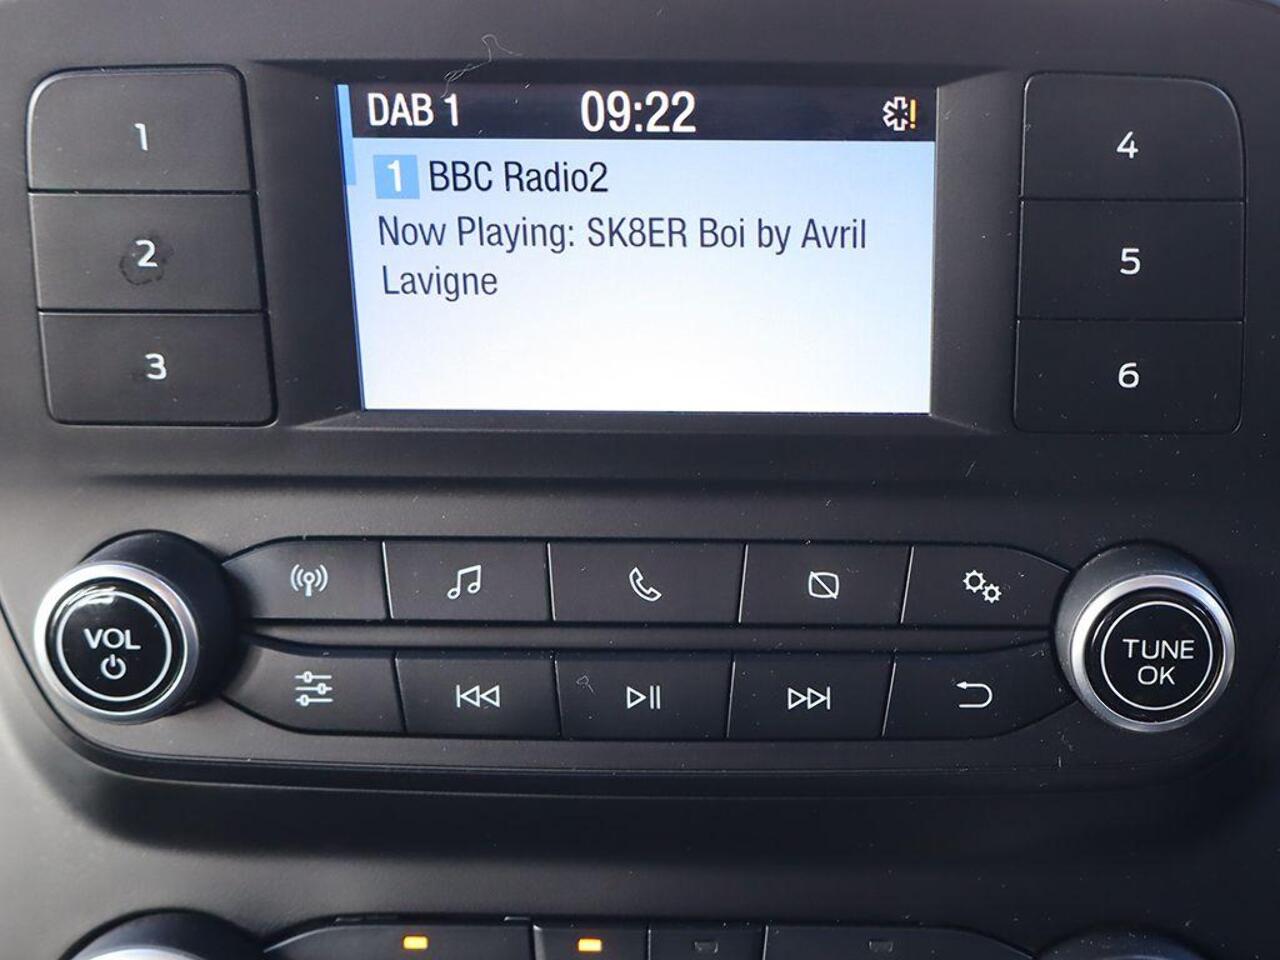 DAB 1 09:22
1 BBC Radio2
Now Playing: SK8ER Boi by Avril
Lavigne
1
2
3
4
5
6
VOL
TUNE
OK